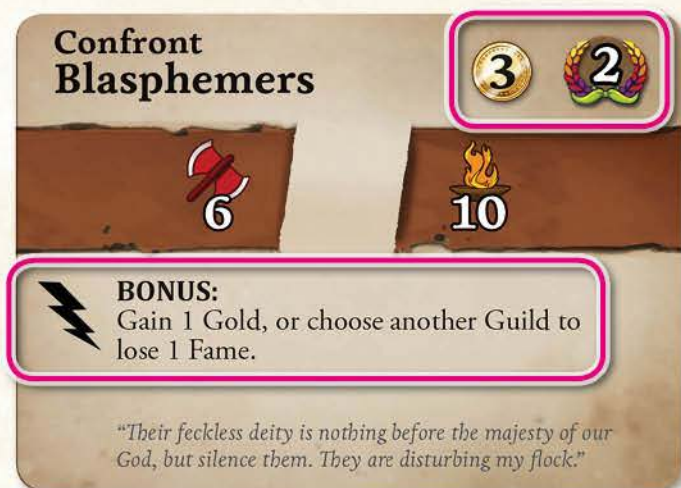 Confront
Blasphemers
3 2
6 10
BONUS:
Gain 1 Gold, or choose another Guild to
lose 1 Fame.
“Their feckless deity is nothing before the majesty of our
God, but silence them. They are disturbing my flock.”